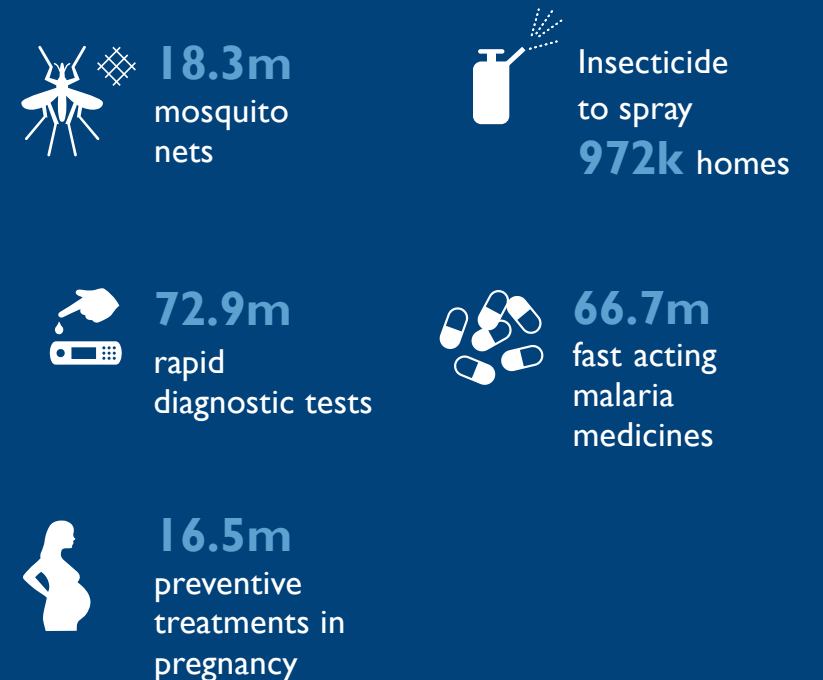 18.3m
mosquito
nets
Insecticide
to spray
972k homes
72.9m
rapid
diagnostic tests
66.7m
fast acting
malaria
medicines
16.5m
preventive
treatments in
pregnancy